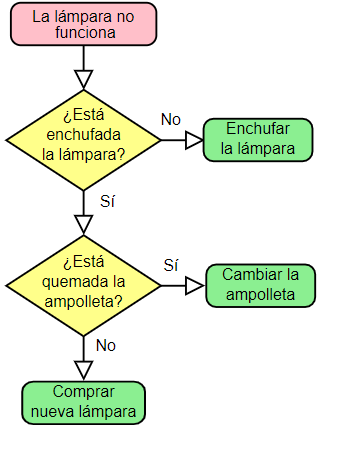 La lámpara no
funciona
¿Está
enchufada
la lámpara?
No
Enchufar
la lámpara
Sí
¿Está
quemada la
ampolleta?
Sí
Cambiar la
ampolleta
No
Comprar
nueva lámpara